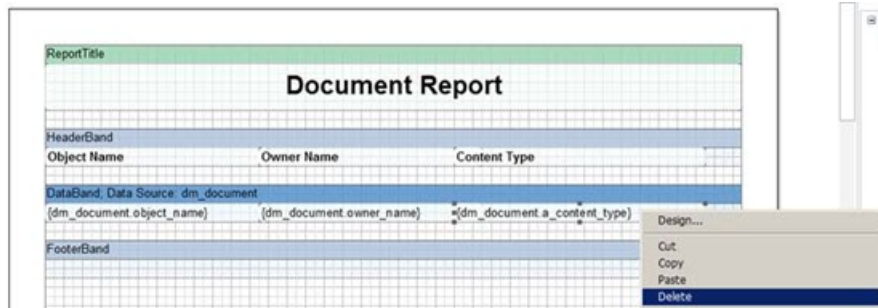 ReportTitle
Document Report
HeaderBand
Object Name Owner Name Content Type
DataBand; Data Source: dm_document
{dm_document.object_name} {dm_document.owner_name} {dm_document.a_content_type}
Design...
Cut
FooterBand
Copy
Paste
Delete